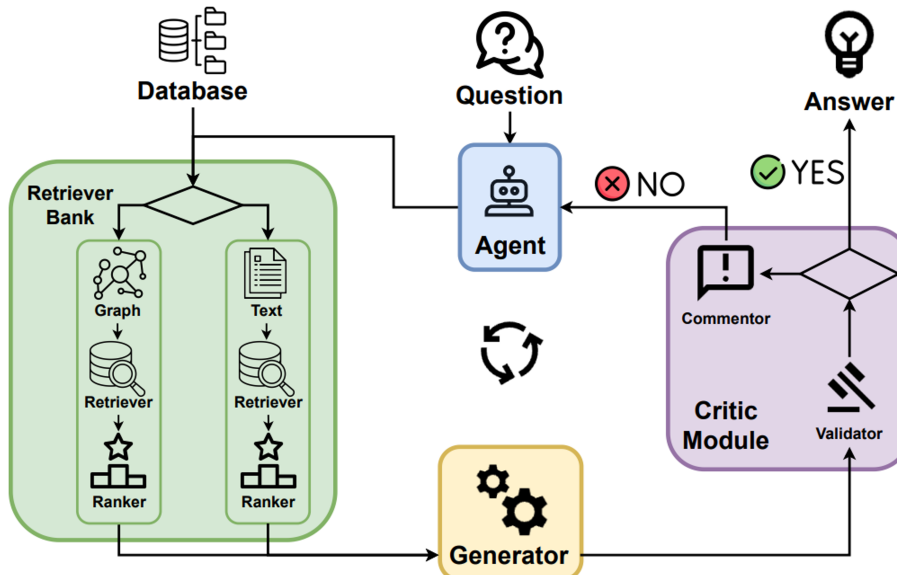 Database
Question
Answer
Retriever
Bank
Graph
Retriever
Ranker
Text
Retriever
Ranker
Agent
NO
YES
Commentor
Critic
Module
Validator
Generator